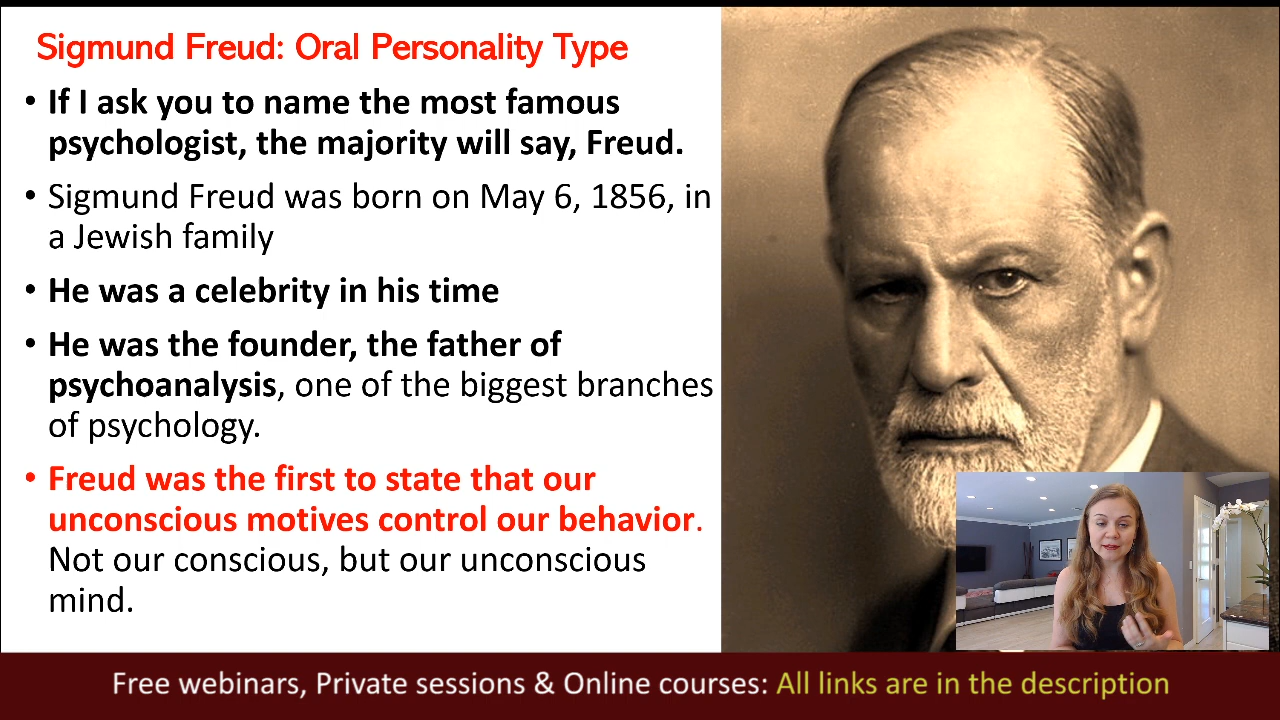 Sigmund Freud: Oral Personality Type
• If I ask you to name the most famous
psychologist, the majority will say, Freud.
• Sigmund Freud was born on May 6, 1856, in
a Jewish family
• He was a celebrity in his time
• He was the founder, the father of
psychoanalysis, one of the biggest branches
of psychology.
• Freud was the first to state that our
unconscious motives control our behavior.
Not our conscious, but our unconscious
mind.
Free webinars, Private sessions & Online courses: All links are in the description